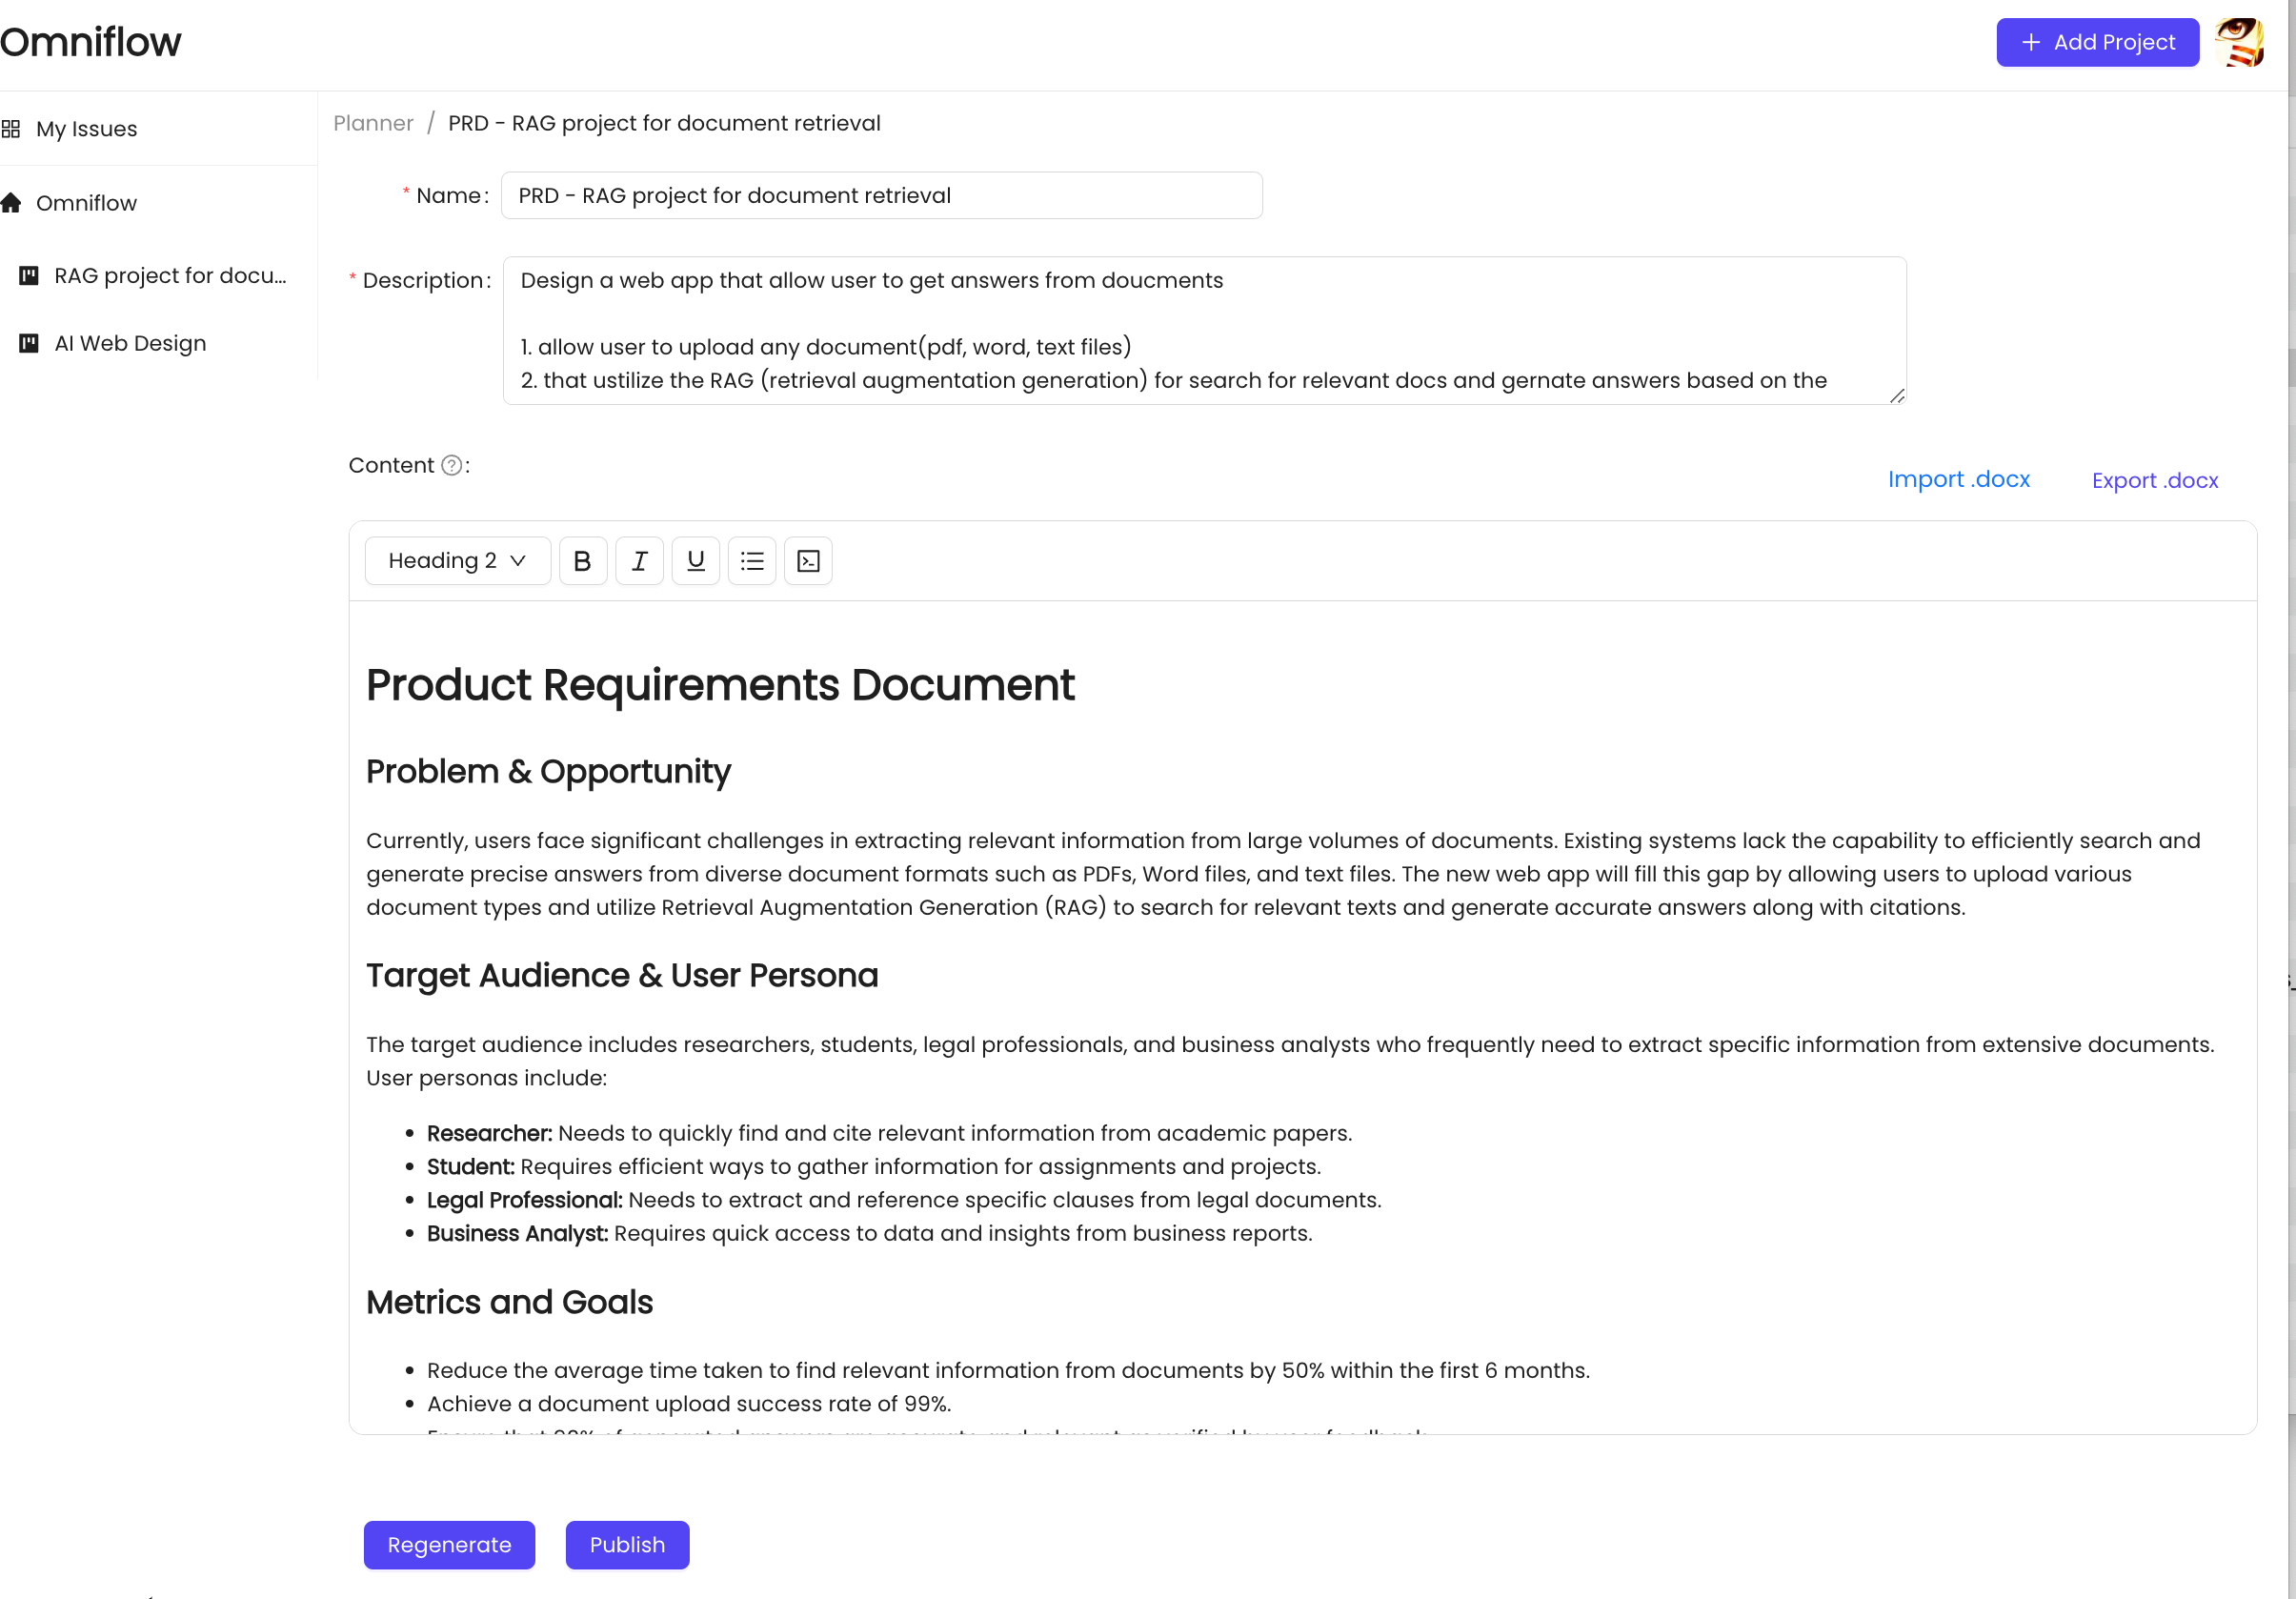 Omniflow
+ Add Project
My Issues
Omniflow
RAG project for docu...
AI Web Design
Planner / PRD - RAG project for document retrieval
* Name: PRD - RAG project for document retrieval
* Description: Design a web app that allow user to get answers from doucments
1. allow user to upload any document(pdf, word, text files)
2. that ustilize the RAG (retrieval augmentation generation) for search for relevant docs and gernate answers based on the
Content ?:
Import .docx
Export .docx
Heading 2 B I U
Product Requirements Document
Problem & Opportunity
Currently, users face significant challenges in extracting relevant information from large volumes of documents. Existing systems lack the capability to efficiently search and
generate precise answers from diverse document formats such as PDFs, Word files, and text files. The new web app will fill this gap by allowing users to upload various
document types and utilize Retrieval Augmentation Generation (RAG) to search for relevant texts and generate accurate answers along with citations.
Target Audience & User Persona
The target audience includes researchers, students, legal professionals, and business analysts who frequently need to extract specific information from extensive documents.
User personas include:
• Researcher: Needs to quickly find and cite relevant information from academic papers.
• Student: Requires efficient ways to gather information for assignments and projects.
• Legal Professional: Needs to extract and reference specific clauses from legal documents.
• Business Analyst: Requires quick access to data and insights from business reports.
Metrics and Goals
• Reduce the average time taken to find relevant information from documents by 50% within the first 6 months.
• Achieve a document upload success rate of 99%.
Regenerate
Publish